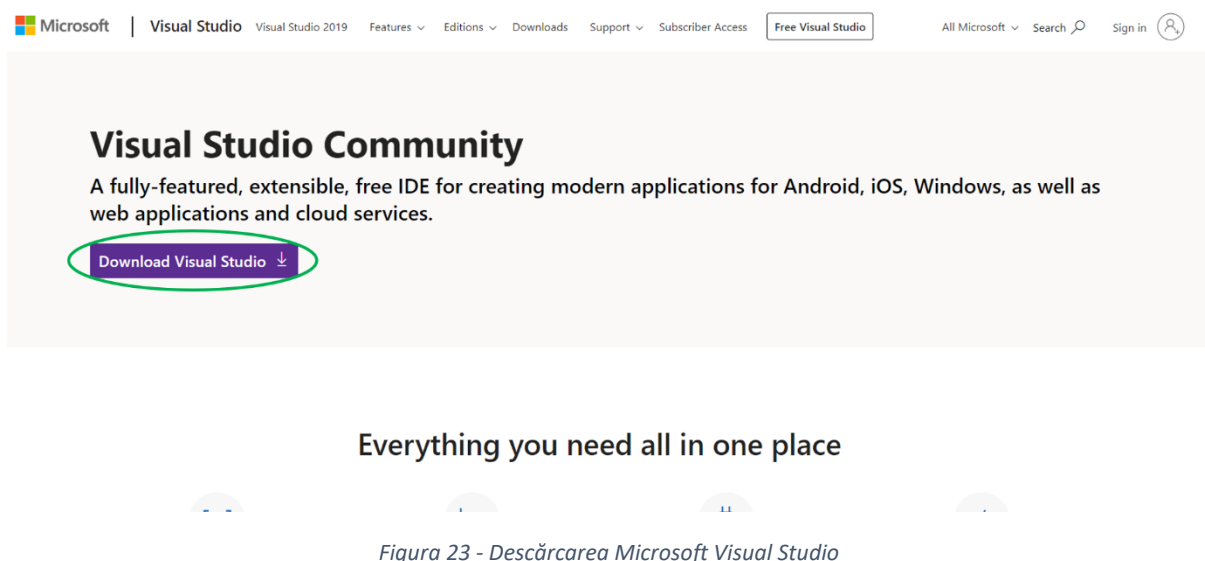 Microsoft Visual Studio Visual Studio 2019 Features Editions Downloads Support Subscriber Access Free Visual Studio All Microsoft Search Sign in
Visual Studio Community
A fully-featured, extensible, free IDE for creating modern applications for Android, iOS, Windows, as well as
web applications and cloud services.
Download Visual Studio
Everything you need all in one place
Figura 23 - Descărcarea Microsoft Visual Studio